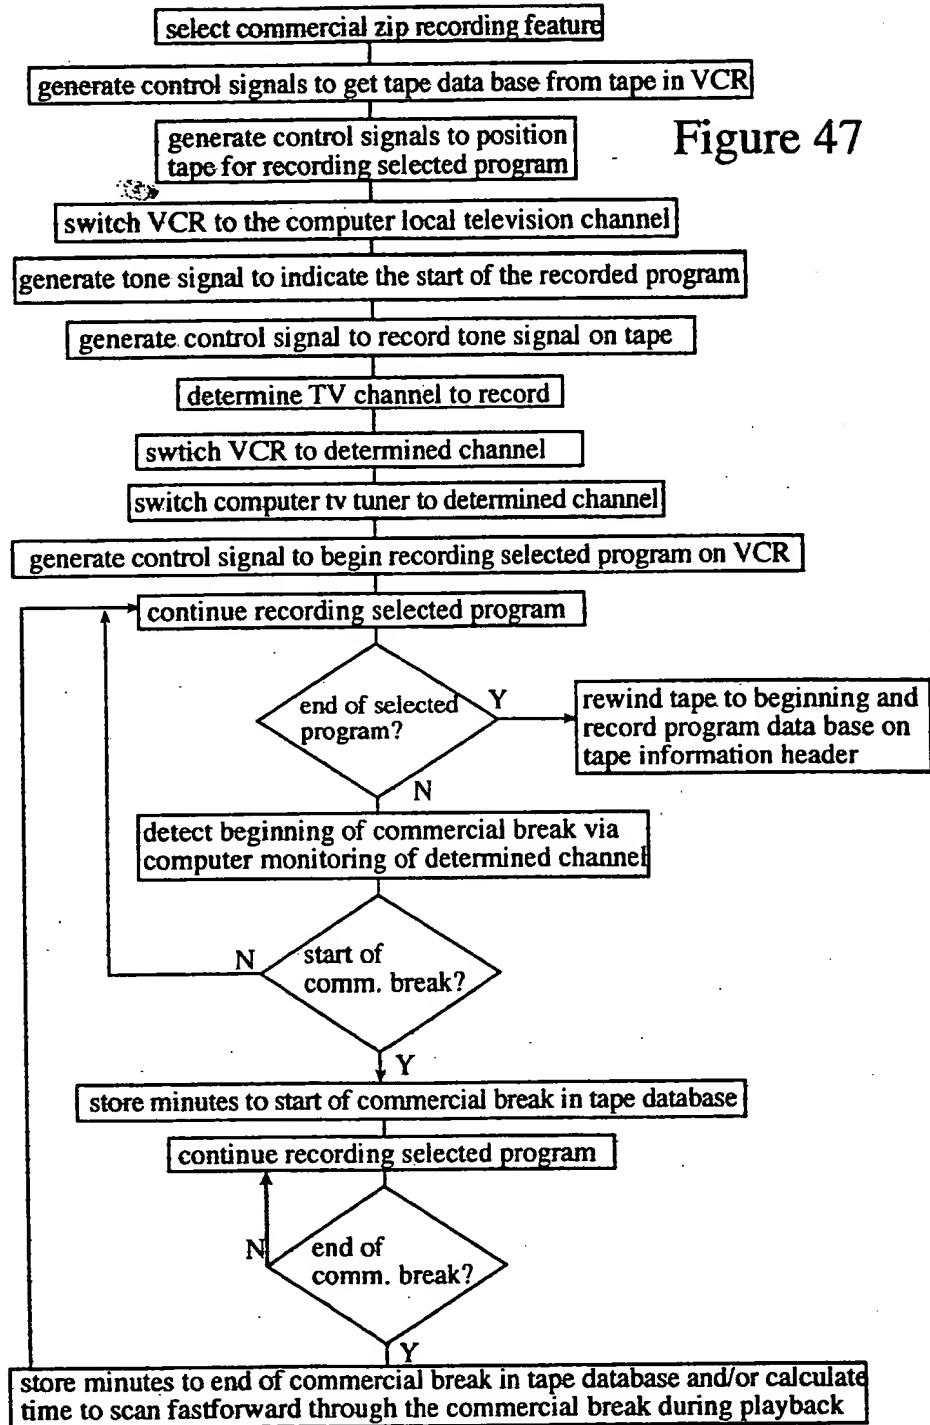 select commercial zip recording feature
generate control signals to get tape data base from tape in VCR
generate control signals to position
tape for recording selected program
Figure 47
switch VCR to the computer local television channel
generate tone signal to indicate the start of the recorded program
generate control signal to record tone signal on tape
determine TV channel to record
swtich VCR to determined channel
switch computer tv tuner to determined channel
generate control signal to begin recording selected program on VCR
continue recording selected program
end of selected
program?
Y
rewind tape to beginning and
record program data base on
tape information header
N
detect beginning of commercial break via
computer monitoring of determined channel
N
start of
comm. break?
Y
store minutes to start of commercial break in tape database
continue recording selected program
N
end of
comm. break?
Y
store minutes to end of commercial break in tape database and/or calculate
time to scan fastforward through the commercial break during playback